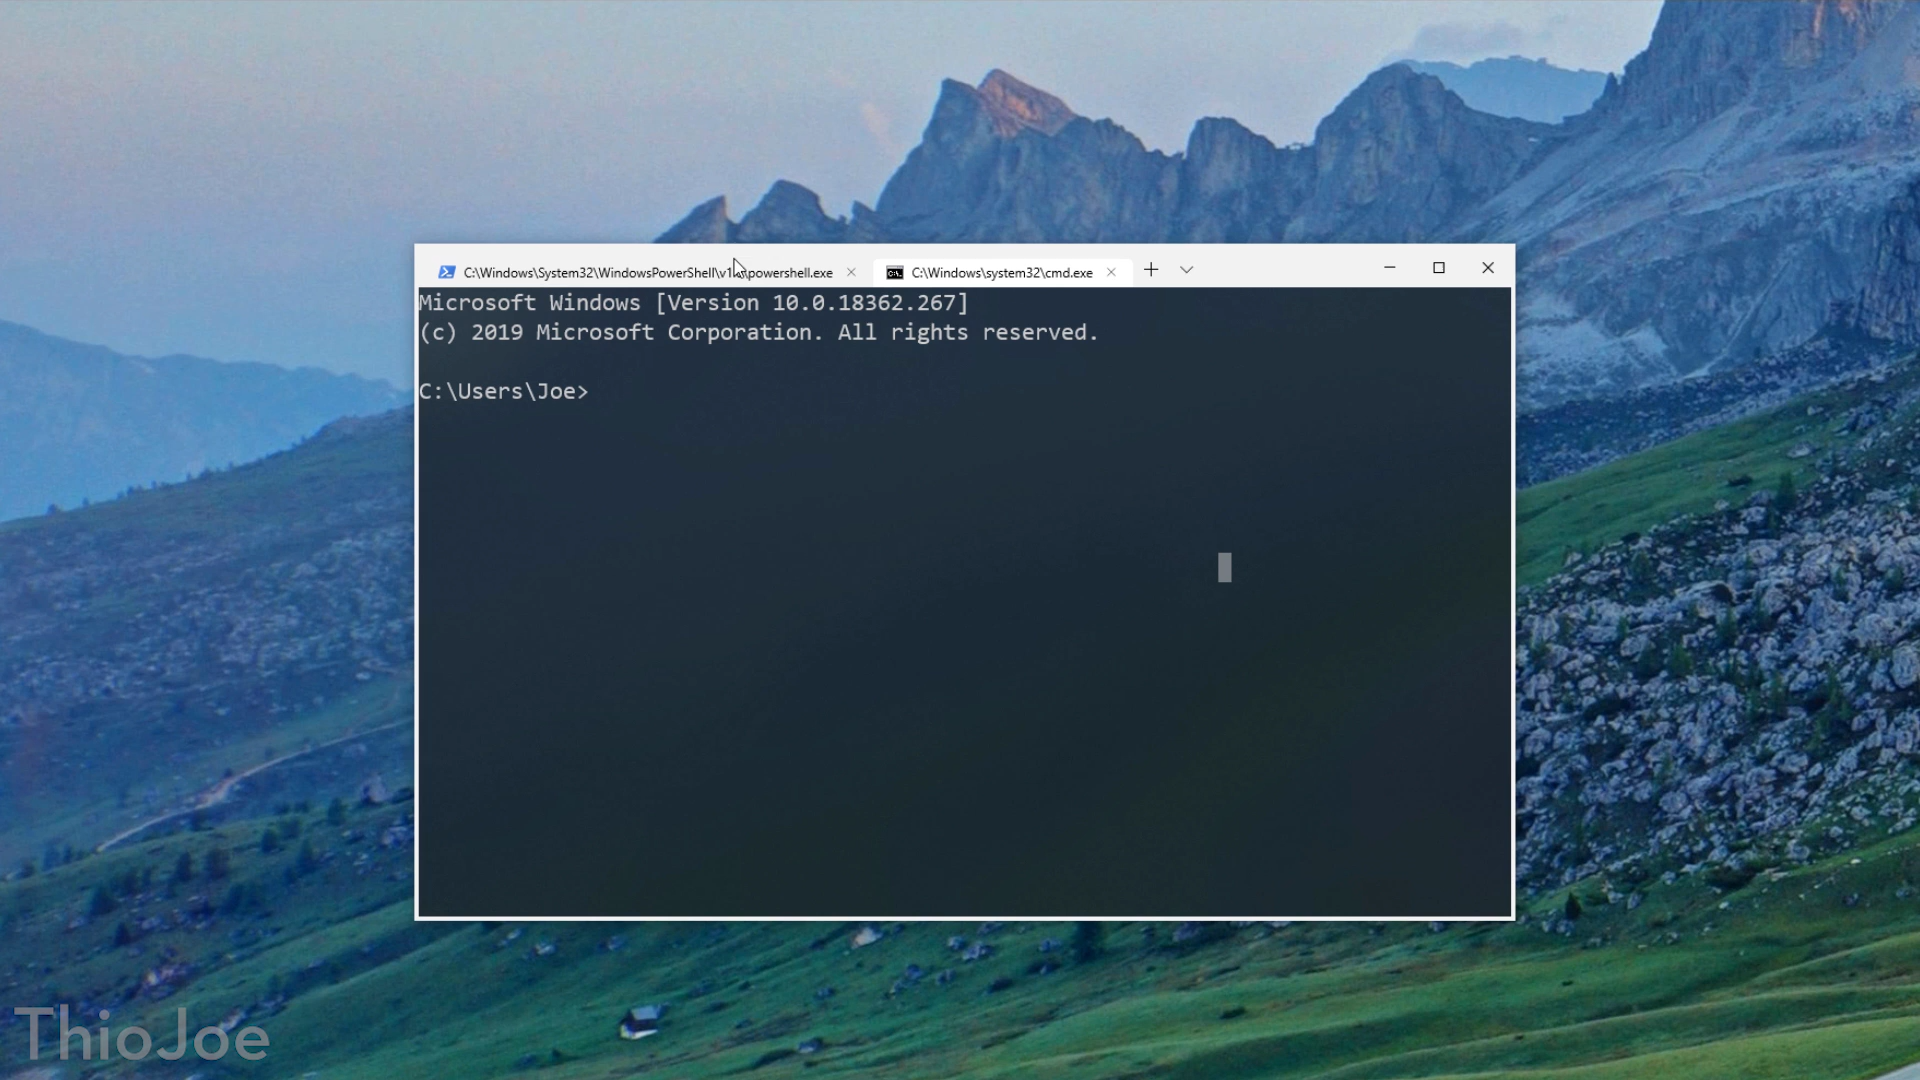 C:\Windows\System32\WindowsPowerShell\v1.0\powershell.exe
C:\Windows\system32\cmd.exe
Microsoft Windows [Version 10.0.18362.267]
(c) 2019 Microsoft Corporation. All rights reserved.
C:\Users\Joe>
ThioJoe